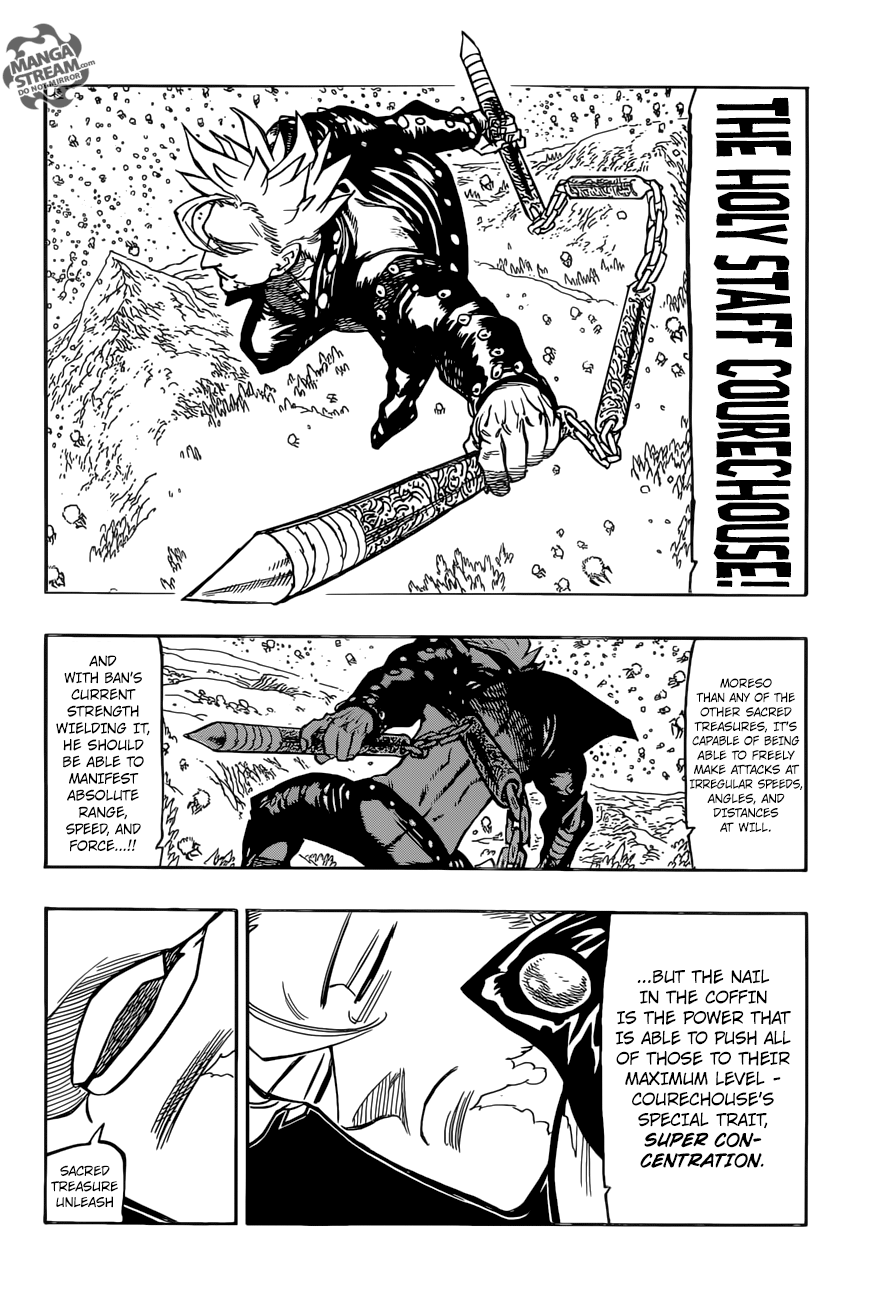 MANGA
STREAM.COM
DO NOT MIRROR
THE HOLY STAFF COURECHOUSE!
MORESO
THAN ANY OF THE
OTHER SACRED
TREASURES, IT'S
CAPABLE OF BEING
ABLE TO FREELY
MAKE ATTACKS AT
IRREGULAR SPEEDS,
ANGLES, AND
DISTANCES
AT WILL.
AND
WITH BAN'S
CURRENT
STRENGTH
WIELDING IT,
HE SHOULD
BE ABLE TO
MANIFEST
ABSOLUTE
RANGE,
SPEED, AND
FORCE...!!
...BUT THE NAIL
IN THE COFFIN
IS THE POWER THAT
IS ABLE TO PUSH ALL
OF THOSE TO THEIR
MAXIMUM LEVEL -
COURECHOUSE'S
SPECIAL TRAIT,
SUPER CON-
CENTRATION.
SACRED
TREASURE
UNLEASH